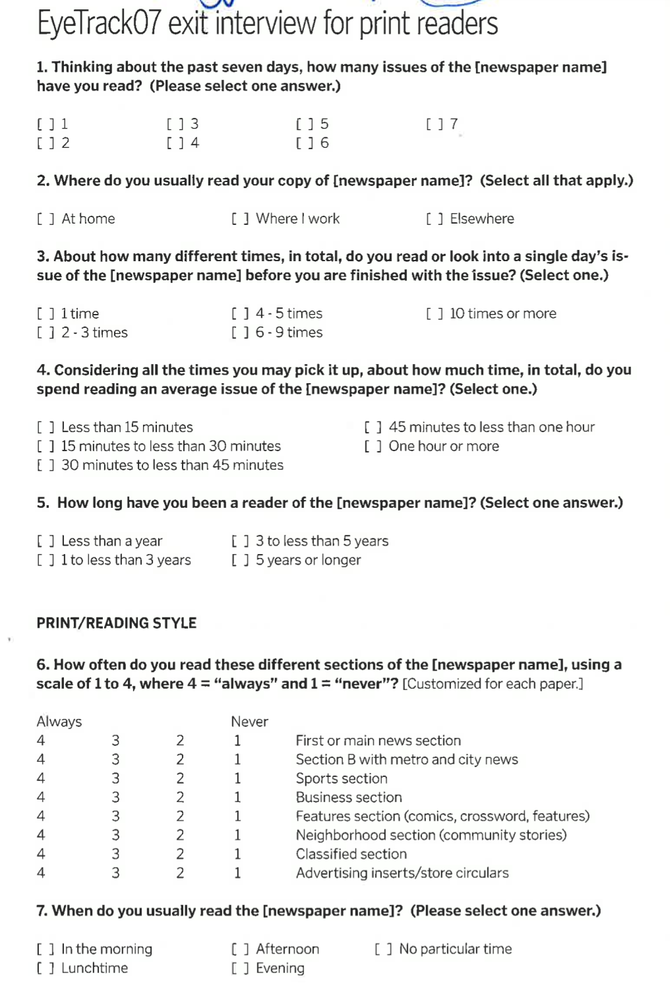 EyeTrack07 exit interview for print readers
1. Thinking about the past seven days, how many issues of the [newspaper name]
have you read? (Please select one answer.)
[ ] 1 [ ] 3 [ ] 5 [ ] 7
[ ] 2 [ ] 4 [ ] 6
2. Where do you usually read your copy of [newspaper name]? (Select all that apply.)
[ ] At home [ ] Where I work [ ] Elsewhere
3. About how many different times, in total, do you read or look into a single day's is-
sue of the [newspaper name] before you are finished with the issue? (Select one.)
[ ] 1 time [ ] 4 - 5 times [ ] 10 times or more
[ ] 2 - 3 times [ ] 6 - 9 times
4. Considering all the times you may pick it up, about how much time, in total, do you
spend reading an average issue of the [newspaper name]? (Select one.)
[ ] Less than 15 minutes [ ] 45 minutes to less than one hour
[ ] 15 minutes to less than 30 minutes [ ] One hour or more
[ ] 30 minutes to less than 45 minutes
5. How long have you been a reader of the [newspaper name]? (Select one answer.)
[ ] Less than a year [ ] 3 to less than 5 years
[ ] 1 to less than 3 years [ ] 5 years or longer
PRINT/READING STYLE
6. How often do you read these different sections of the [newspaper name], using a
scale of 1 to 4, where 4 = “always” and 1 = “never”? [Customized for each paper.]
Always Never
4 3 2 1 First or main news section
4 3 2 1 Section B with metro and city news
4 3 2 1 Sports section
4 3 2 1 Business section
4 3 2 1 Features section (comics, crossword, features)
4 3 2 1 Neighborhood section (community stories)
4 3 2 1 Classified section
4 3 2 1 Advertising inserts/store circulars
7. When do you usually read the [newspaper name]? (Please select one answer.)
[ ] In the morning [ ] Afternoon [ ] No particular time
[ ] Lunchtime [ ] Evening